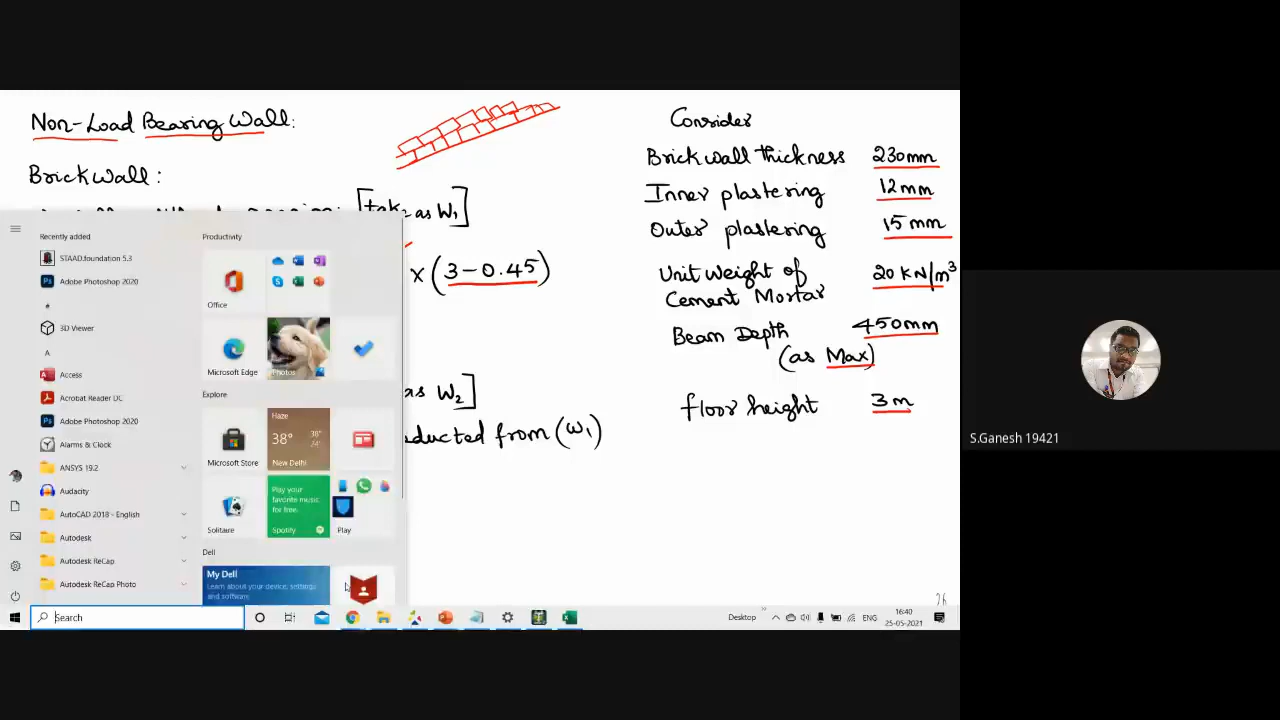 Non-Load Bearing Wall:
Brick Wall:
[take as W1]
x (3-0.45)
as W2]
ducted from (W1)
Consider
Brickwall thickness 230mm
Inner plastering 12mm
Outer plastering 15mm
Unit Weight of
Cement Mortar 20 KN/m³
Beam Depth 450mm
(as Max)
floor height 3m
26
Recently added
STAAD.foundation 5.3
Adobe Photoshop 2020
#
3D Viewer
A
Access
Acrobat Reader DC
Adobe Photoshop 2020
Alarms & Clock
ANSYS 19.2
Audacity
AutoCAD 2018 - English
Autodesk
Autodesk ReCap
Autodesk ReCap Photo
Productivity
Office
Microsoft Edge
Photos
Explore
Microsoft Store
Haze
38°
38°
New Delhi
Solitaire
Play your
favorite music
for free.
Spotify
Play
Dell
My Dell
Learn about your device, settings
and software
Search
Desktop
ENG
16:40
25-05-2021
S.Ganesh 19421